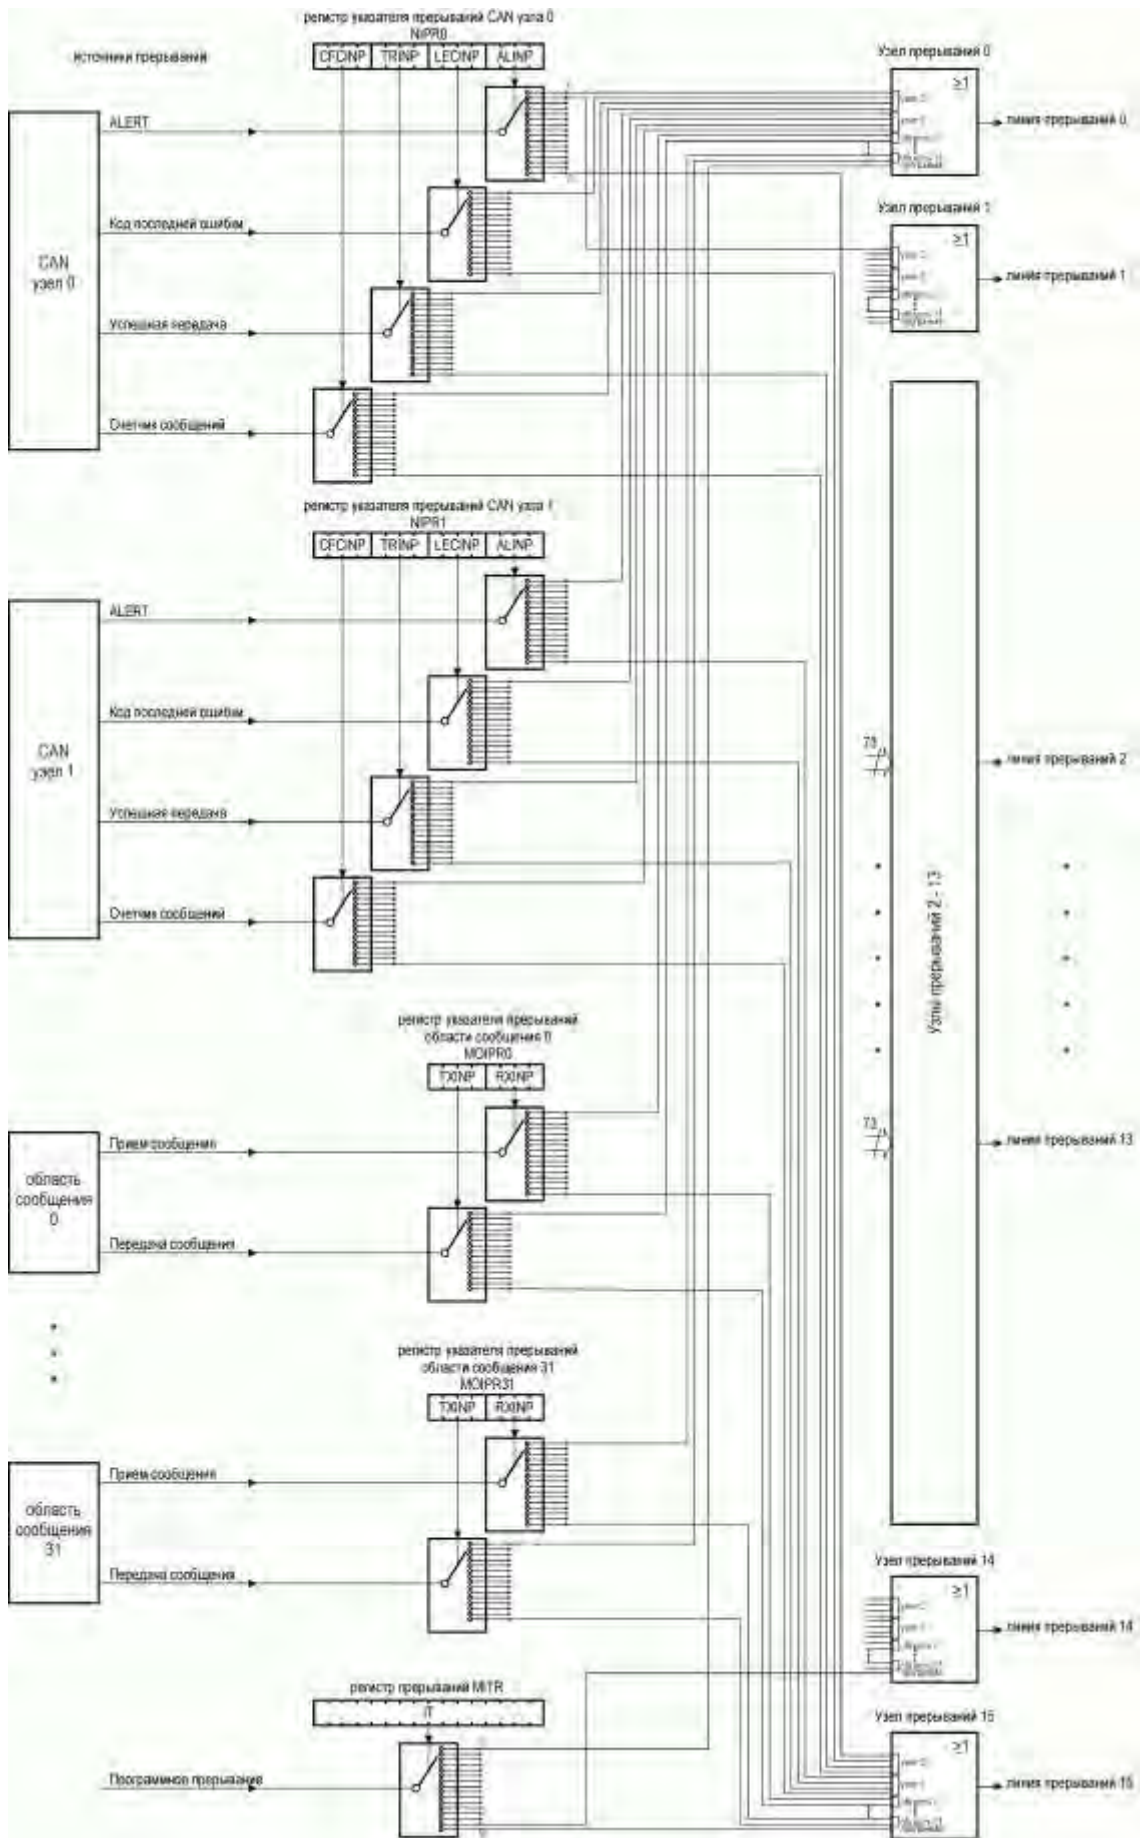 регистр указателя прерываний CAN узла 0
NIPR0
источники прерываний
CFCINP TRINP LECINP ALINP
Узел прерываний 0
≥1
ALERT
линия прерываний 0
Узел прерываний 1
≥1
Код последней ошибки
CAN
узел 0
линия прерываний 1
Успешная передача
Счетчик сообщений
регистр указателя прерываний CAN узла 1
NIPR1
CFCINP TRINP LECINP ALINP
ALERT
Код последней ошибки
CAN
узел 1
73
линия прерываний 2
Успешная передача
Узлы прерываний 2 - 13
Счетчик сообщений
регистр указателя прерываний
области сообщения 0
MOIPR0
TXINP RXINP
Прием сообщения
73
линия прерываний 13
область
сообщения
0
Передача сообщения
регистр указателя прерываний
области сообщения 31
MOIPR31
TXINP RXINP
Прием сообщения
область
сообщения
31
Передача сообщения
Узел прерываний 14
≥1
линия прерываний 14
регистр прерываний MITR
IT
Узел прерываний 15
≥1
Программное прерывание
линия прерываний 15